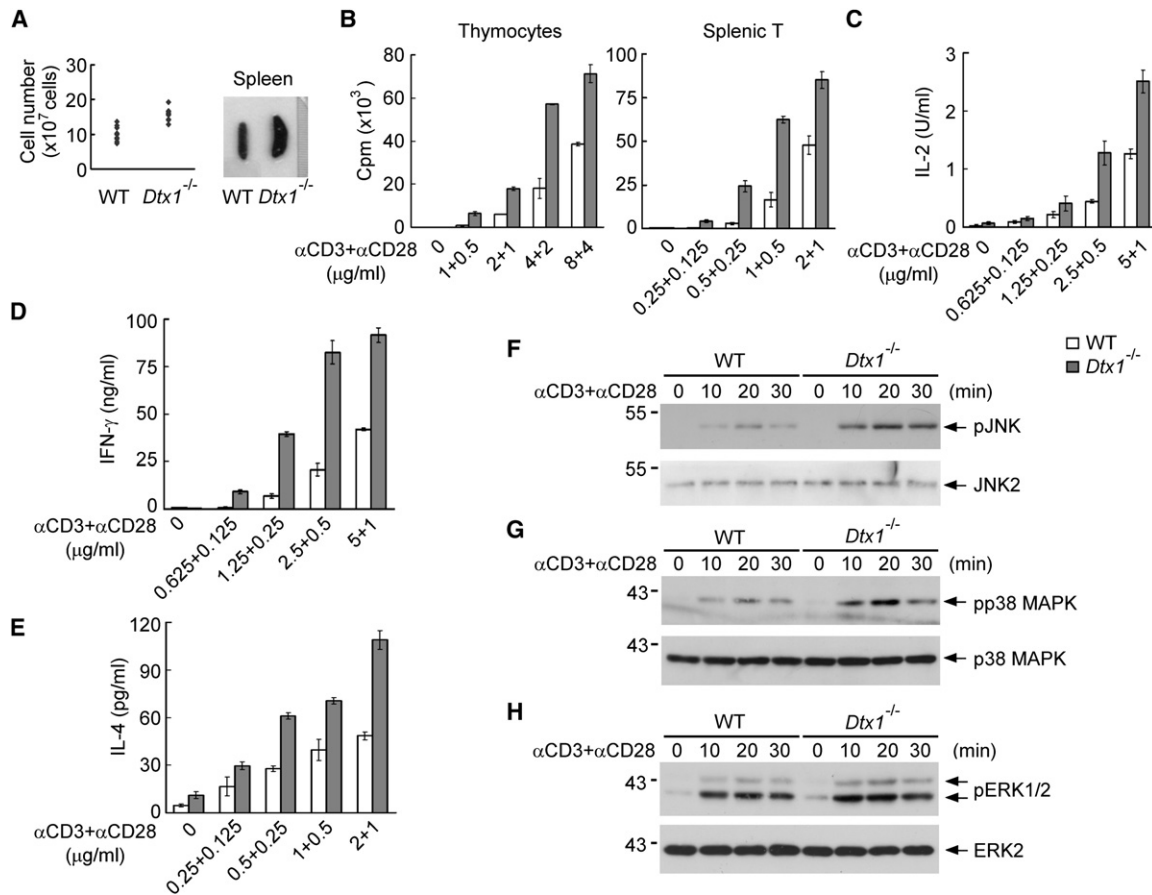 A
Cell number
(x10⁷ cells)
30
20
10
0
WT Dtx1⁻/⁻
Spleen
WT Dtx1⁻/⁻
B
Thymocytes
Cpm (x10³)
80
60
40
20
0
αCD3+αCD28
(μg/ml)
0
1+0.5
2+1
4+2
8+4
Splenic T
100
75
50
25
0
0
0.25+0.125
0.5+0.25
1+0.5
2+1
C
IL-2 (U/ml)
3
2
1
0
αCD3+αCD28
(μg/ml)
0
0.625+0.125
1.25+0.25
2.5+0.5
5+1
WT
Dtx1⁻/⁻
D
IFN-γ (ng/ml)
100
75
50
25
0
αCD3+αCD28
(μg/ml)
0
0.625+0.125
1.25+0.25
2.5+0.5
5+1
E
IL-4 (pg/ml)
120
90
60
30
0
αCD3+αCD28
(μg/ml)
0
0.25+0.125
0.5+0.25
1+0.5
2+1
F
WT Dtx1⁻/⁻
αCD3+αCD28 0 10 20 30 0 10 20 30 (min)
55
pJNK
55
JNK2
G
WT Dtx1⁻/⁻
αCD3+αCD28 0 10 20 30 0 10 20 30 (min)
43
pp38 MAPK
43
p38 MAPK
H
WT Dtx1⁻/⁻
αCD3+αCD28 0 10 20 30 0 10 20 30 (min)
43
pERK1/2
43
ERK2